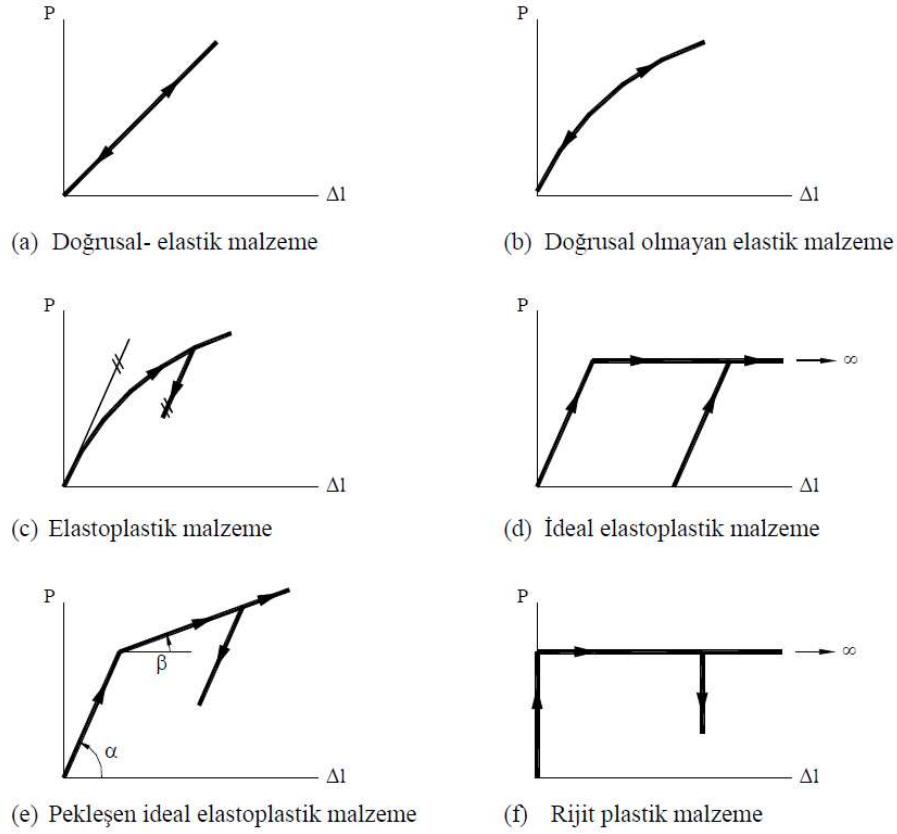 P
Δl
(a) Doğrusal- elastik malzeme
P
Δl
(b) Doğrusal olmayan elastik malzeme
P
Δl
(c) Elastoplastik malzeme
P
∞
Δl
(d) İdeal elastoplastik malzeme
P
β
α
Δl
(e) Pekleşen ideal elastoplastik malzeme
P
∞
Δl
(f) Rijit plastik malzeme